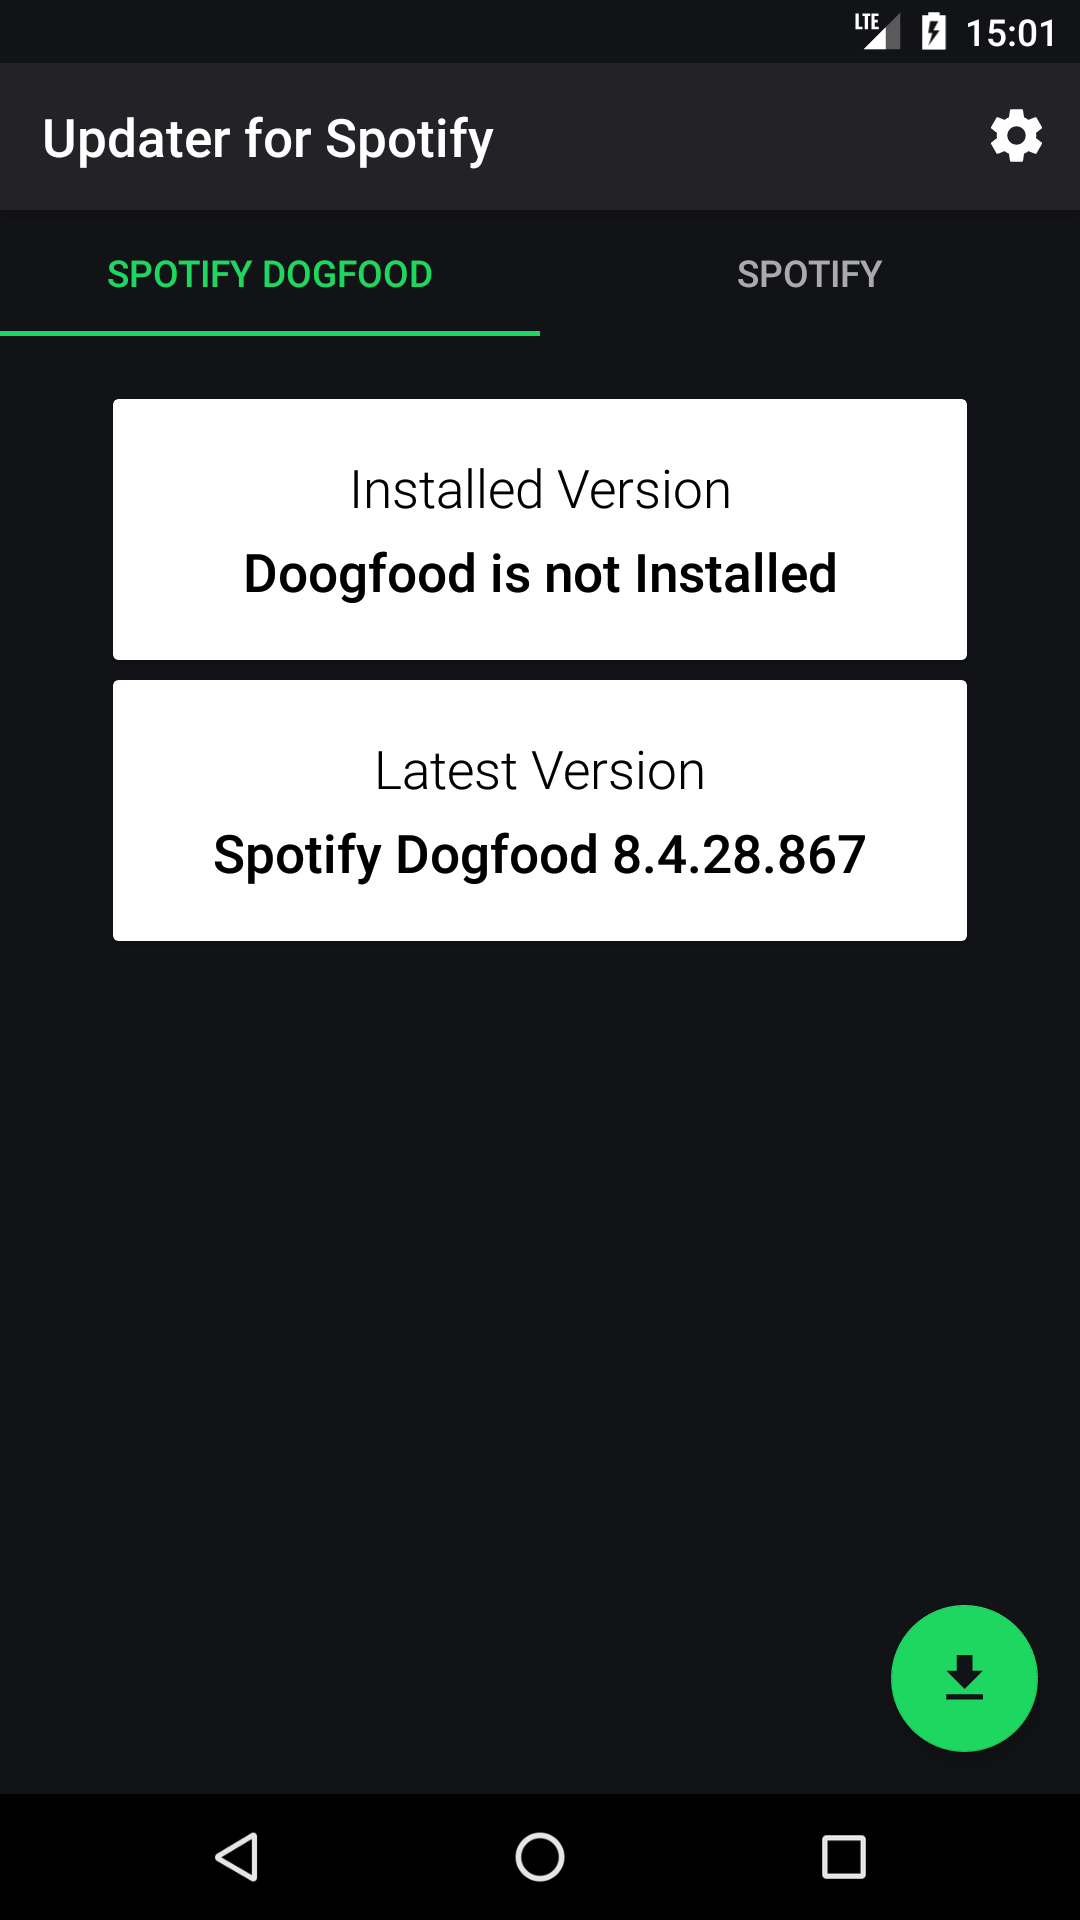 LTE 15:01
Updater for Spotify
SPOTIFY DOGFOOD SPOTIFY
Installed Version
Doogfood is not Installed
Latest Version
Spotify Dogfood 8.4.28.867